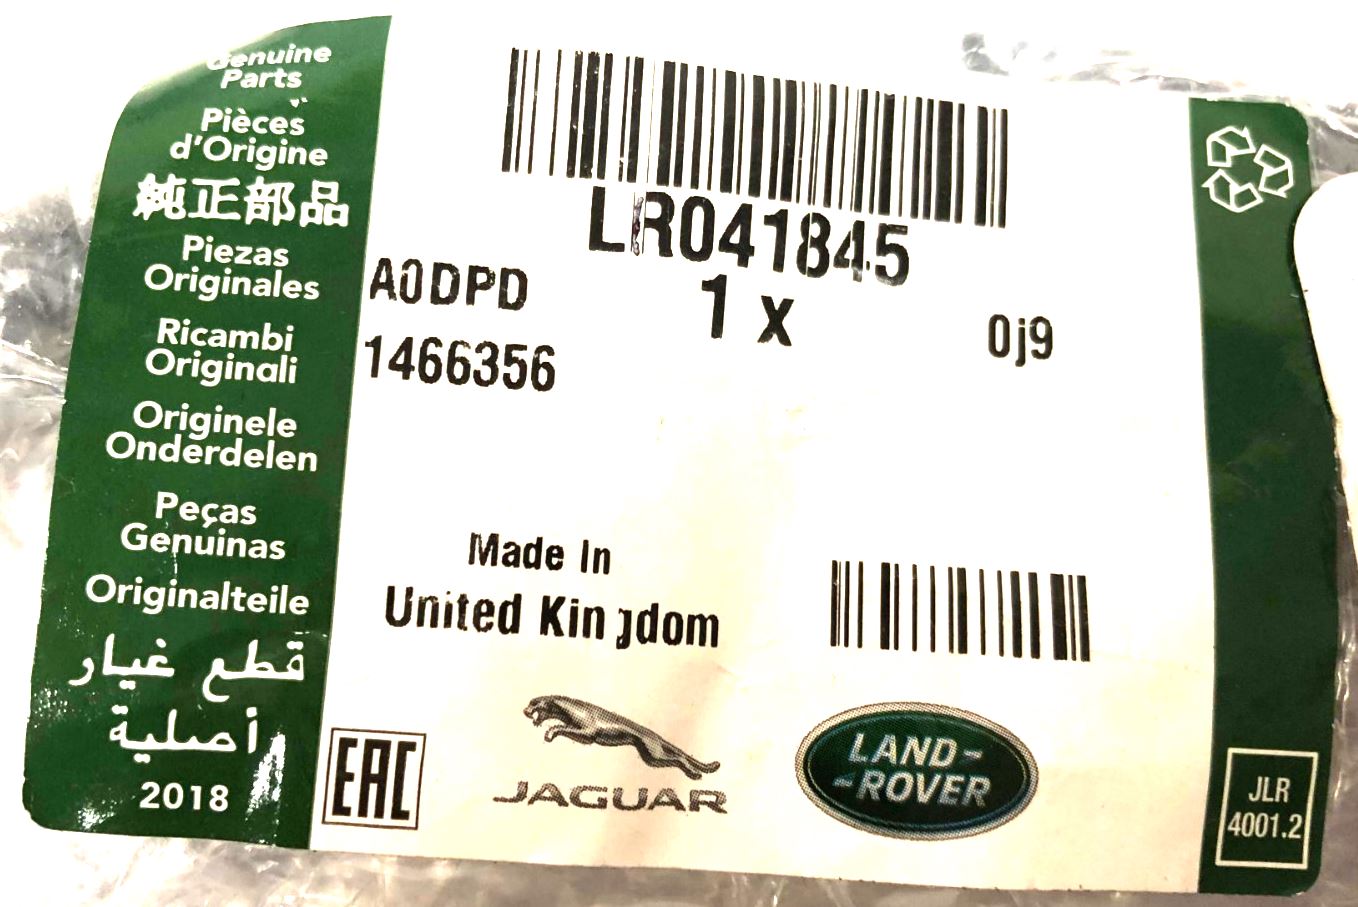 Genuine
Parts
Pièces
d'Origine
純正部品
Piezas
Originales
Ricambi
Originali
Originele
Onderdelen
Peças
Genuinas
Originalteile
قطع غيار
أصلية
2018
LR041845
A0DPD
1 x
0j9
1466356
Made In
United Kingdom
EAC
JAGUAR
LAND-
-ROVER
JLR
4001.2